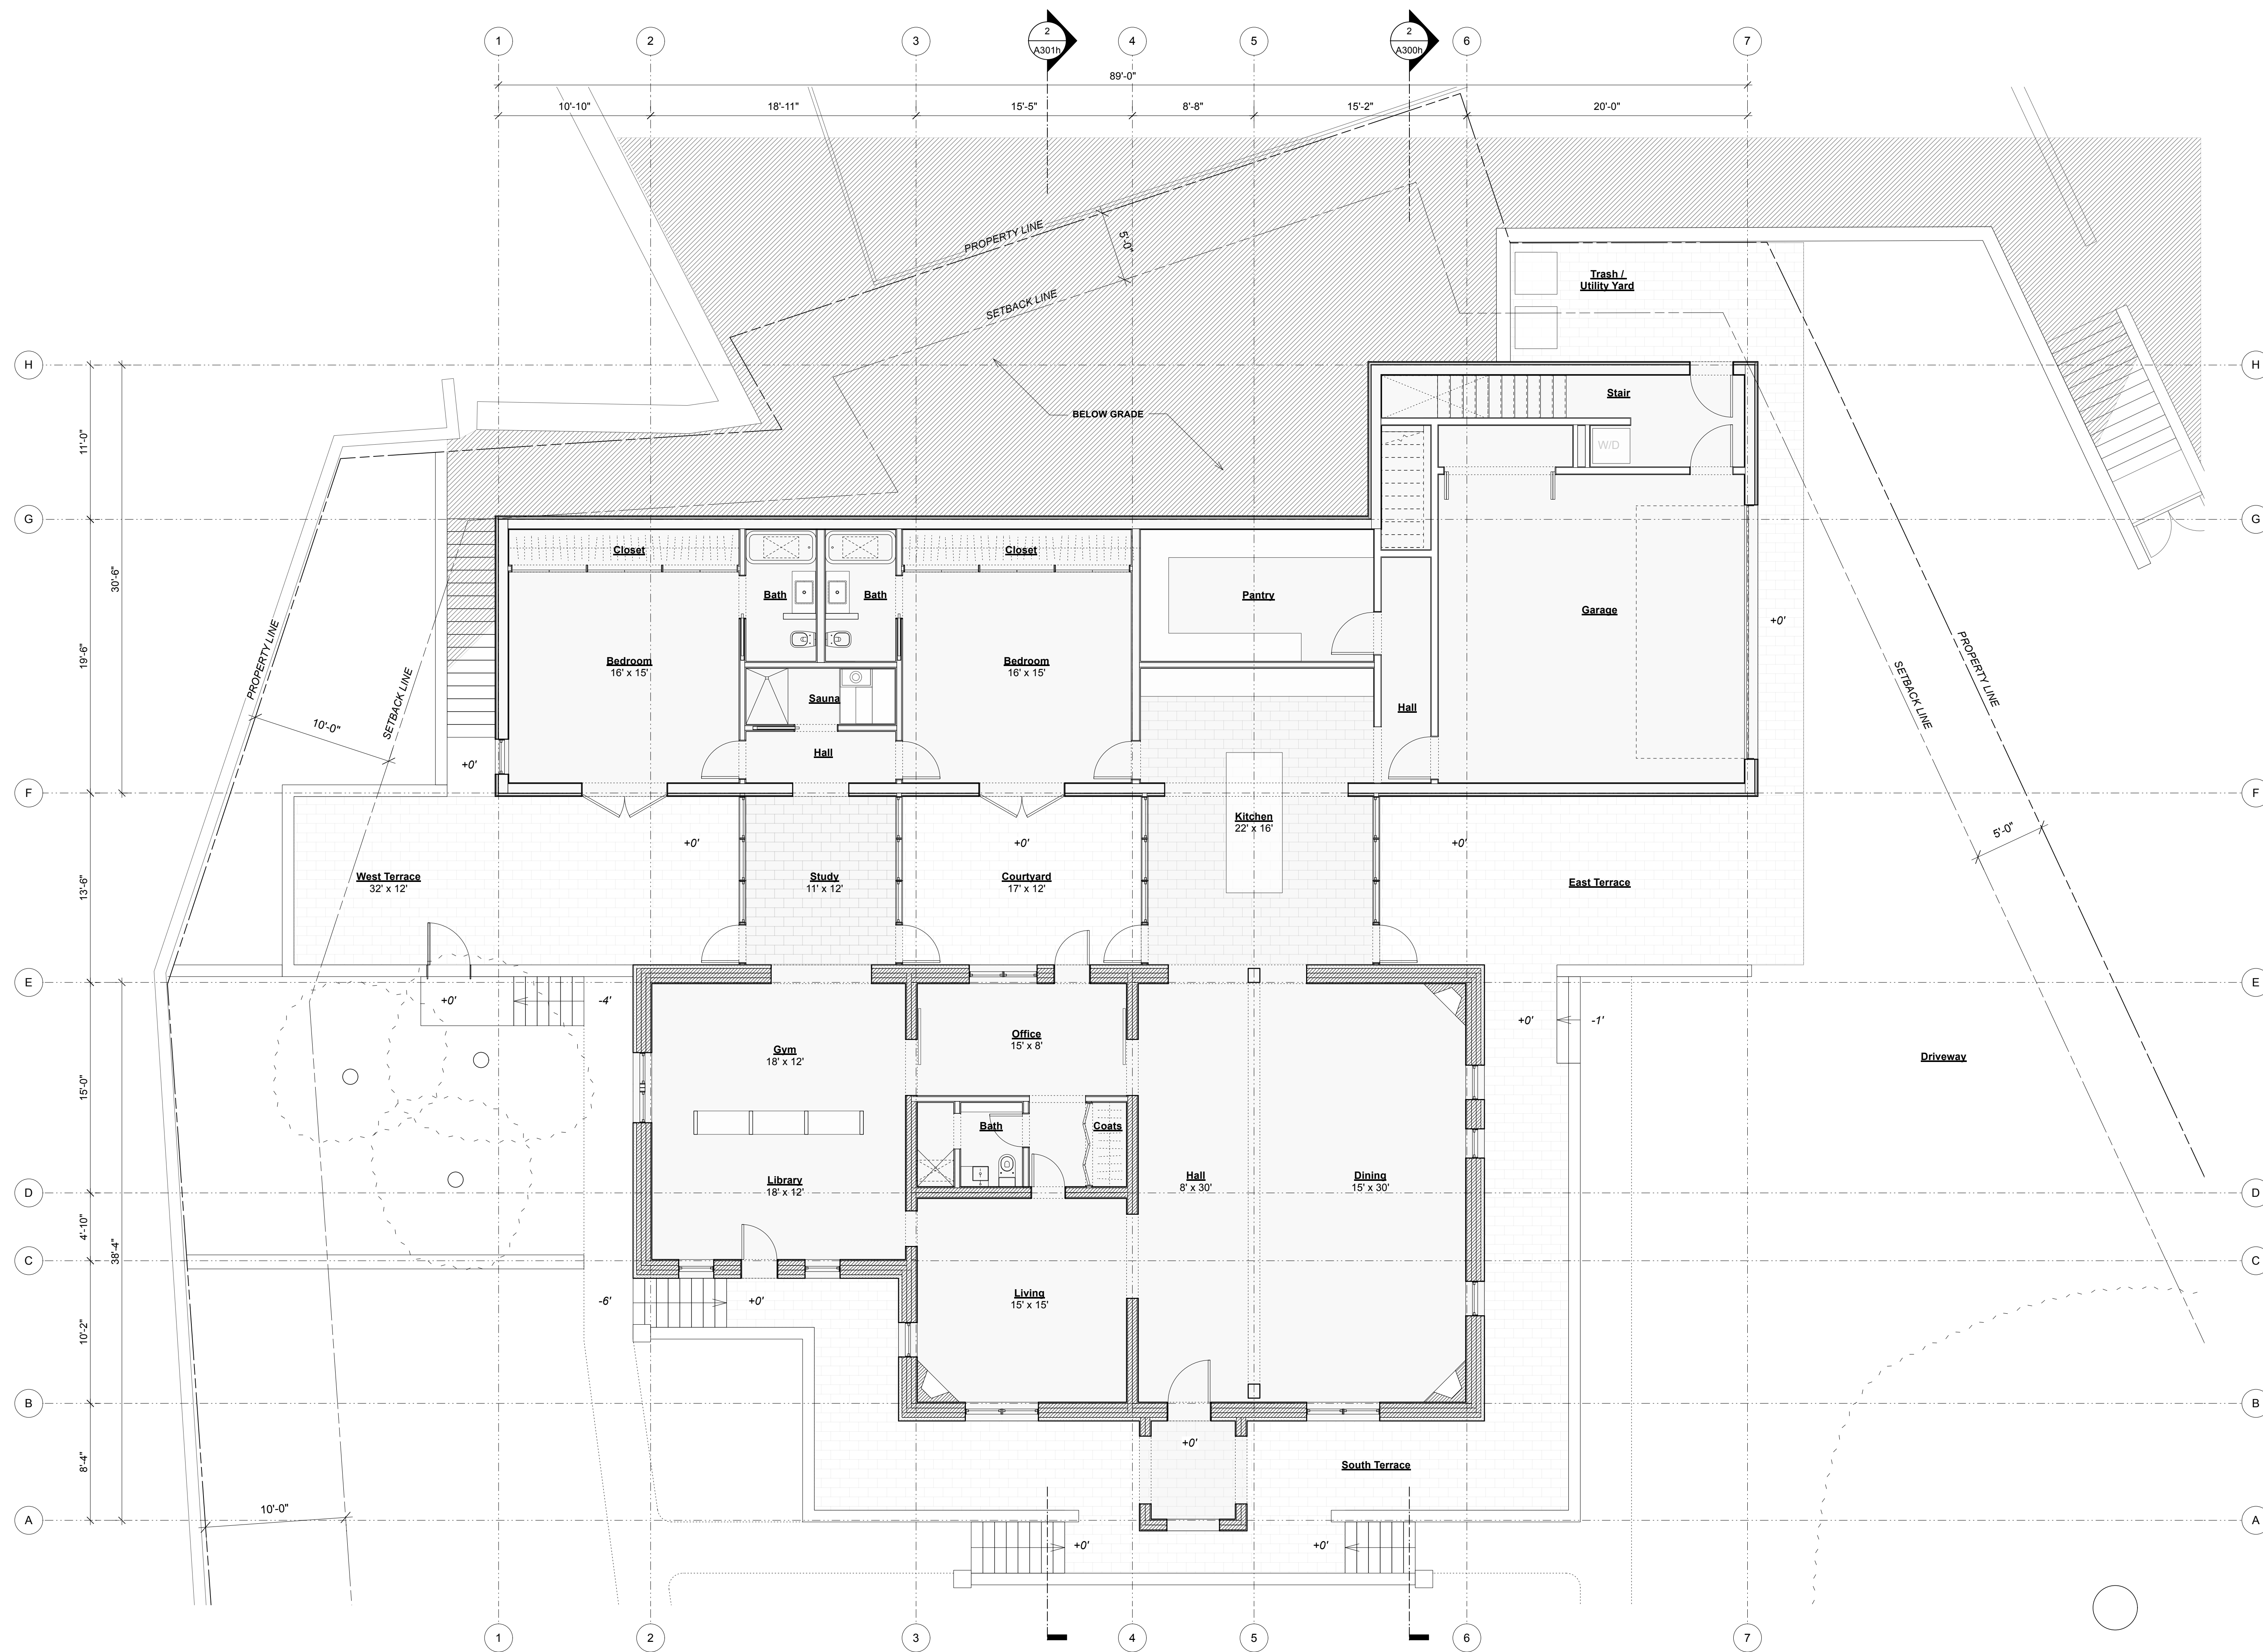 1
2
3
2
A301h
4
5
2
A300h
6
7
89'-0"
10'-10"
18'-11"
15'-5"
8'-8"
15'-2"
20'-0"
PROPERTY LINE
5'-0"
SETBACK LINE
Trash /
Utility Yard
H
H
Stair
BELOW GRADE
11'-0"
W/D
G
G
Closet
Closet
30'-6"
Bath
Bath
Pantry
Garage
+0'
PROPERTY LINE
19'-6"
Bedroom
16' x 15'
Bedroom
16' x 15'
SETBACK LINE
Sauna
Hall
SETBACK LINE
PROPERTY LINE
10'-0"
Hall
+0'
F
F
Kitchen
22' x 16'
+0'
+0'
+0'
5'-0"
13'-6"
West Terrace
32' x 12'
Study
11' x 12'
Courtyard
17' x 12'
East Terrace
E
E
+0'
-4'
+0'
-1'
Gym
18' x 12'
Office
15' x 8'
Driveway
15'-0"
Bath
Coats
Library
18' x 12'
Hall
8' x 30'
Dining
15' x 30'
D
D
4'-10"
38'-4"
C
C
-6'
+0'
Living
15' x 15'
10'-2"
B
B
+0'
8'-4"
South Terrace
10'-0"
A
A
+0'
+0'
1
2
3
4
5
6
7